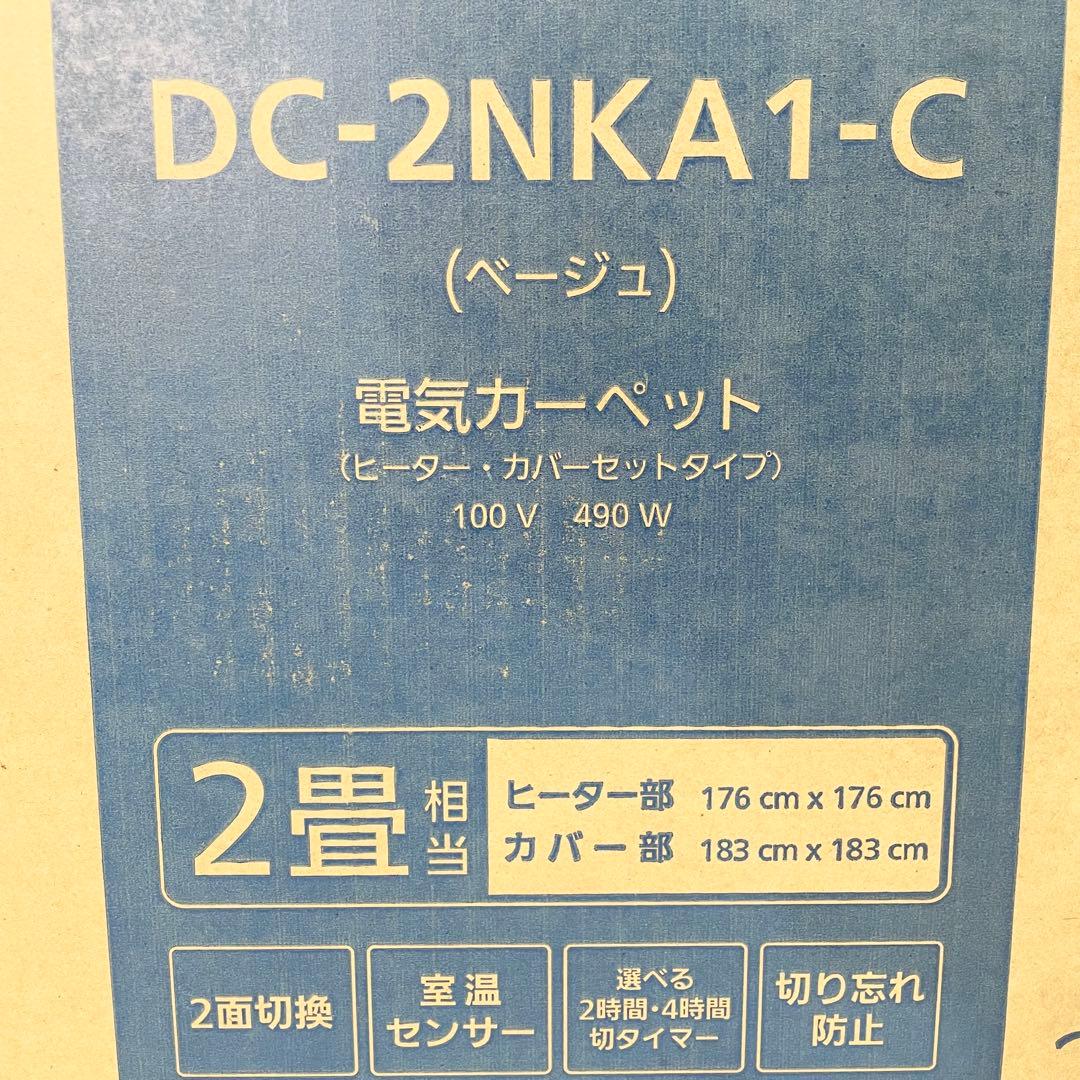 DC-2NKA1-C
(ベージュ)
電気カーペット
(ヒーター・カバーセットタイプ)
100 V 490 W
2畳相当
ヒーター部 176 cm x 176 cm
カバー部 183 cm x 183 cm
2面切換
室温
センサー
選べる
2時間・4時間
切タイマー
切り忘れ
防止